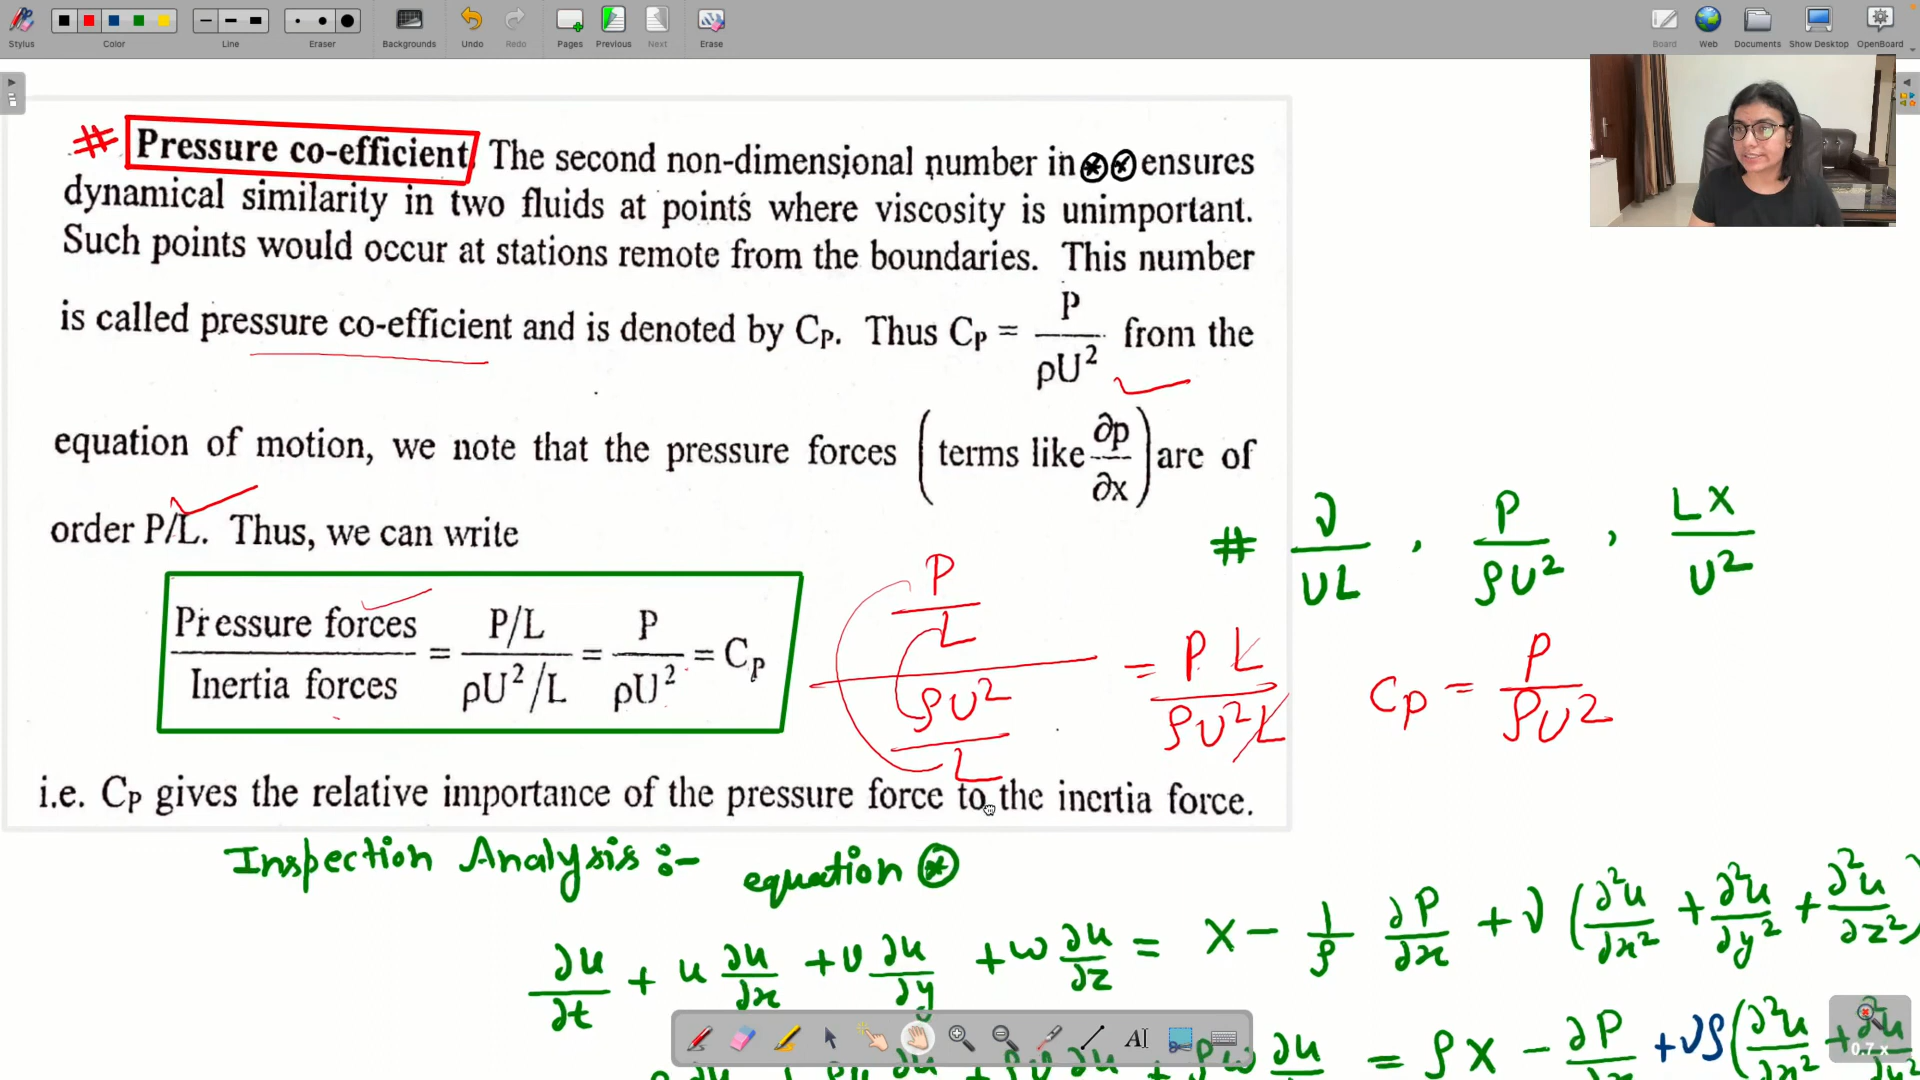 Stylus Color Line Eraser Backgrounds Undo Redo Pages Previous Next Erase Board Web Documents Show Desktop OpenBoard
# Pressure co-efficient The second non-dimensional number in ⊛⊛ ensures
dynamical similarity in two fluids at points where viscosity is unimportant.
Such points would occur at stations remote from the boundaries. This number
is called pressure co-efficient and is denoted by CP. Thus Cp = P/ρU² from the
equation of motion, we note that the pressure forces (terms like ∂p/∂x) are of
order P/L. Thus, we can write
# ν/UL , P/ρU² , LX/U²
Pressure forces/Inertia forces = P/L / ρU²/L = P/ρU² = Cp
P/L / ρU²/L = PL/ρU²L
Cp = P/ρU²
i.e. CP gives the relative importance of the pressure force to the inertia force.
Inspection Analysis :- equation ⊛
∂u/∂t + u ∂u/∂x + v ∂u/∂y + w ∂u/∂z = X - 1/ρ ∂P/∂x + ν (∂²u/∂x² + ∂²u/∂y² + ∂²u/∂z²)
= ρX - ∂P + νρ(∂²u/∂x² +
0.7 x